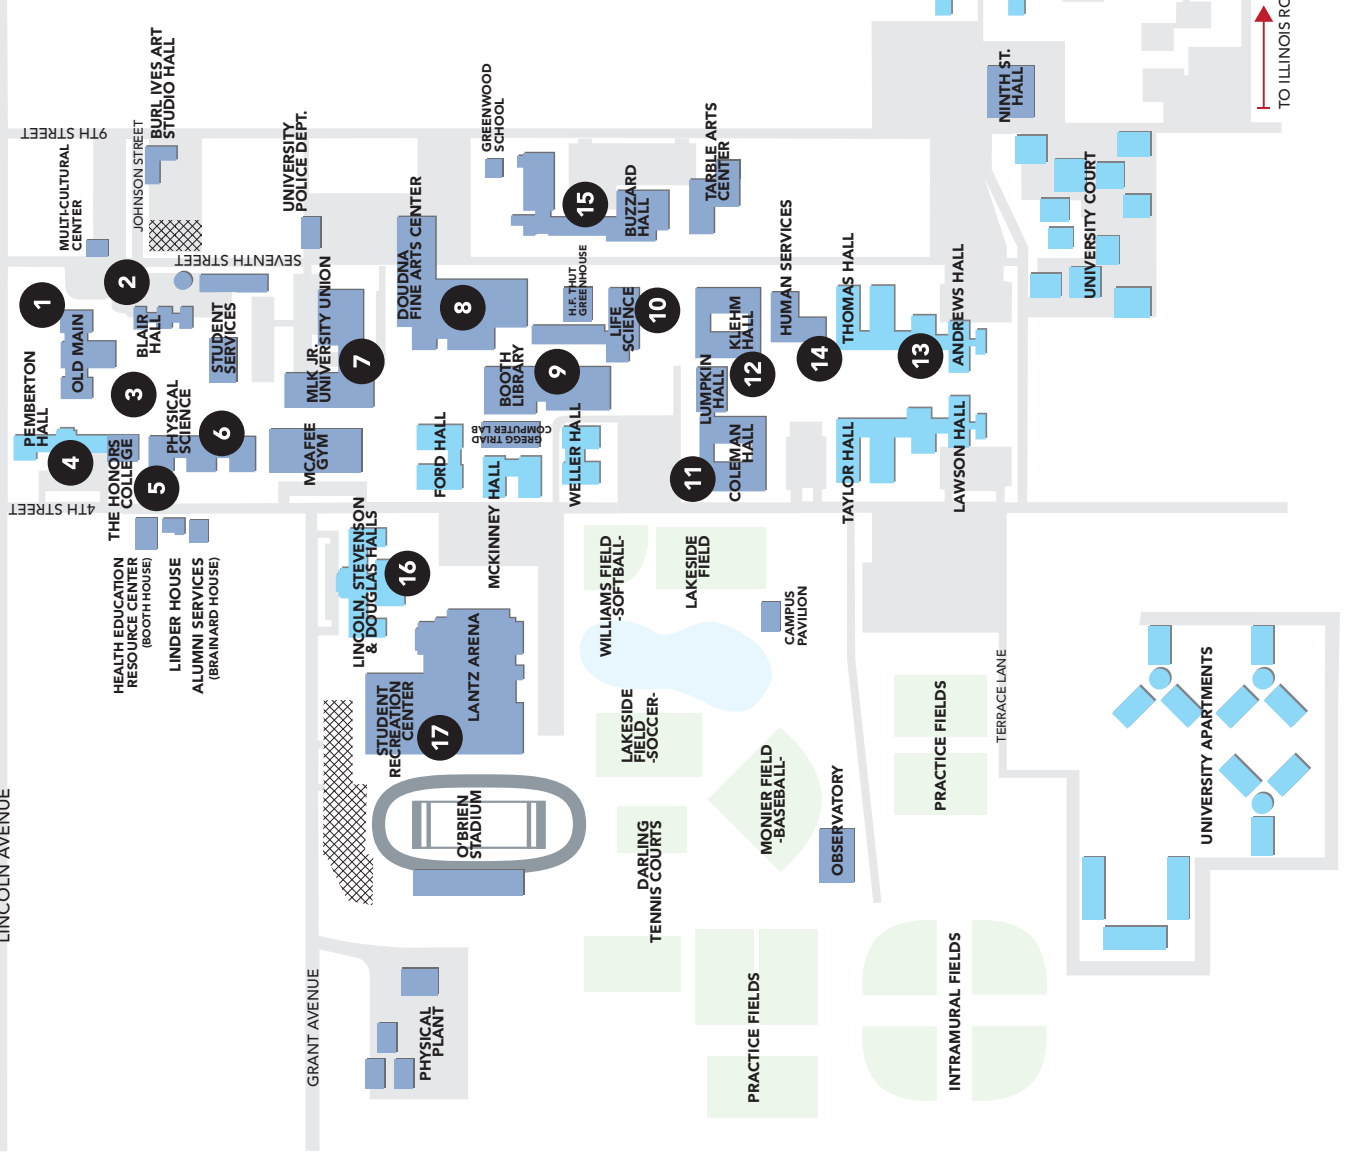 LINCOLN AVENUE
9TH STREET
JOHNSON STREET
BURL IVES ART
STUDIO HALL
MULTI-CULTURAL
CENTER
UNIVERSITY
POLICE DEPT.
SEVENTH STREET
GREENWOOD
SCHOOL
TARBLE ARTS
CENTER
BUZZARD
HALL
15
NINTH ST.
HALL
TO ILLINOIS RO
UNIVERSITY COURT
1
2
3
4
5
6
7
8
9
10
11
12
13
14
OLD MAIN
BLAIR
HALL
STUDENT
SERVICES
PEMBERTON
HALL
THE HONORS
COLLEGE
PHYSICAL
SCIENCE
MLK JR.
UNIVERSITY UNION
MCAFEE
GYM
DOUDNA
FINE ARTS CENTER
H.F. THUT
GREENHOUSE
LIFE
SCIENCE
BOOTH
LIBRARY
GREGG TRIAD
COMPUTER LAB
FORD HALL
MCKINNEY HALL
WELLER HALL
LUMPKIN
HALL
KLEHM
HALL
COLEMAN
HALL
HUMAN SERVICES
THOMAS HALL
ANDREWS HALL
TAYLOR HALL
LAWSON HALL
4TH STREET
HEALTH EDUCATION
RESOURCE CENTER
(BOOTH HOUSE)
LINDER HOUSE
ALUMNI SERVICES
(BRAINARD HOUSE)
LINCOLN, STEVENSON
& DOUGLAS HALLS
16
STUDENT
RECREATION
CENTER
17
LANTZ ARENA
O'BRIEN
STADIUM
WILLIAMS FIELD
-SOFTBALL-
LAKESIDE
FIELD
CAMPUS
PAVILION
LAKESIDE
FIELD
-SOCCER-
MONIER FIELD
-BASEBALL-
DARLING
TENNIS COURTS
OBSERVATORY
PRACTICE FIELDS
TERRACE LANE
UNIVERSITY APARTMENTS
GRANT AVENUE
PHYSICAL
PLANT
PRACTICE FIELDS
INTRAMURAL FIELDS